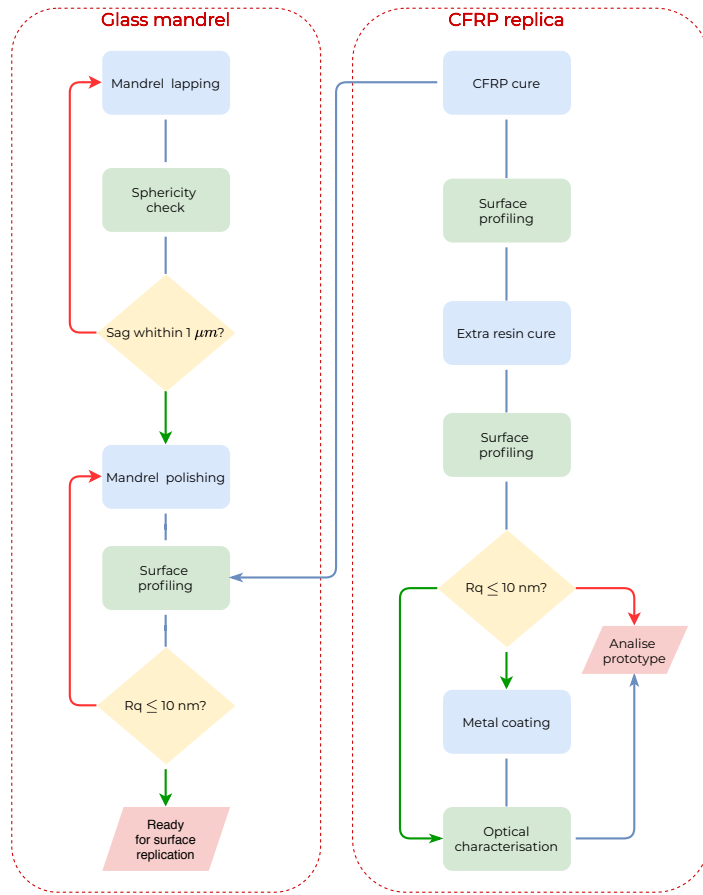 Glass mandrel
Mandrel lapping
Sphericity
check
Sag whithin 1 μm?
Mandrel polishing
Surface
profiling
Rq ≤ 10 nm?
Ready
for surface
replication
CFRP replica
CFRP cure
Surface
profiling
Extra resin cure
Surface
profiling
Rq ≤ 10 nm?
Analise
prototype
Metal coating
Optical
characterisation